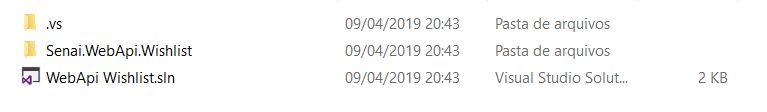 .vs 09/04/2019 20:43 Pasta de arquivos
Senai.WebApi.Wishlist 09/04/2019 20:43 Pasta de arquivos
WebApi Wishlist.sln 09/04/2019 20:43 Visual Studio Solut... 2 KB